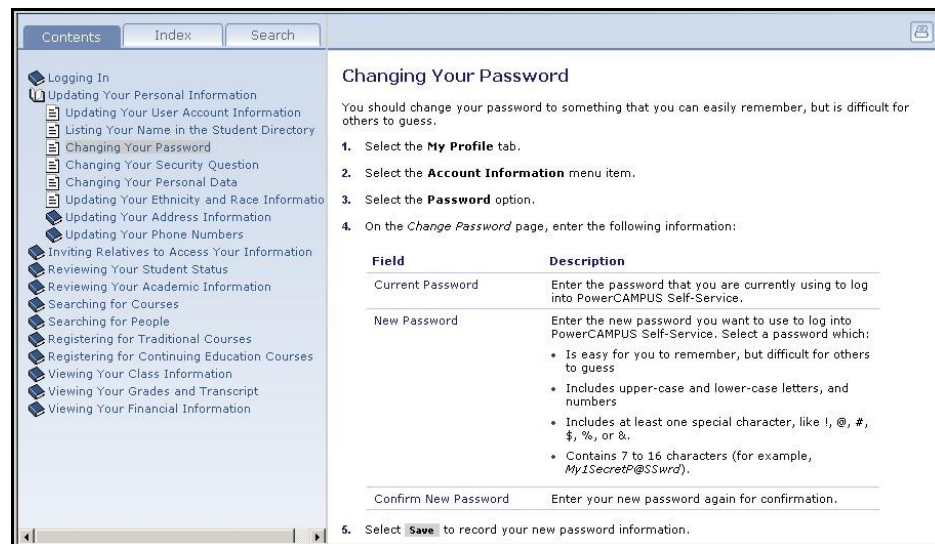 Contents
Index
Search
Logging In
Updating Your Personal Information
Updating Your User Account Information
Listing Your Name in the Student Directory
Changing Your Password
Changing Your Security Question
Changing Your Personal Data
Updating Your Ethnicity and Race Informatio
Updating Your Address Information
Updating Your Phone Numbers
Inviting Relatives to Access Your Information
Reviewing Your Student Status
Reviewing Your Academic Information
Searching for Courses
Searching for People
Registering for Traditional Courses
Registering for Continuing Education Courses
Viewing Your Class Information
Viewing Your Grades and Transcript
Viewing Your Financial Information
Changing Your Password
You should change your password to something that you can easily remember, but is difficult for
others to guess.
1. Select the My Profile tab.
2. Select the Account Information menu item.
3. Select the Password option.
4. On the Change Password page, enter the following information:
Field Description
Current Password Enter the password that you are currently using to log
into PowerCAMPUS Self-Service.
New Password Enter the new password you want to use to log into
PowerCAMPUS Self-Service. Select a password which:
• Is easy for you to remember, but difficult for others
to guess
• Includes upper-case and lower-case letters, and
numbers
• Includes at least one special character, like !, @, #,
$, %, or &.
• Contains 7 to 16 characters (for example,
My1SecretP@SSwrd).
Confirm New Password Enter your new password again for confirmation.
5. Select Save to record your new password information.